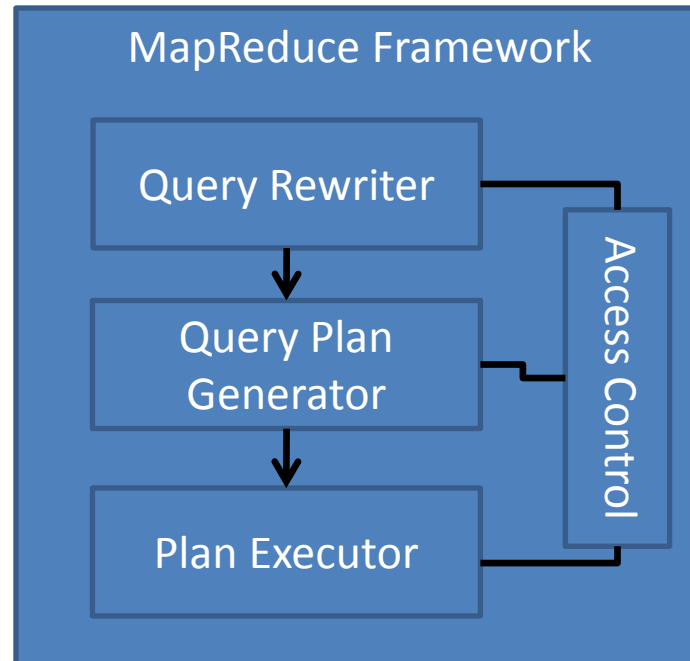 MapReduce Framework
Query Rewriter
Query Plan
Generator
Plan Executor
Access Control